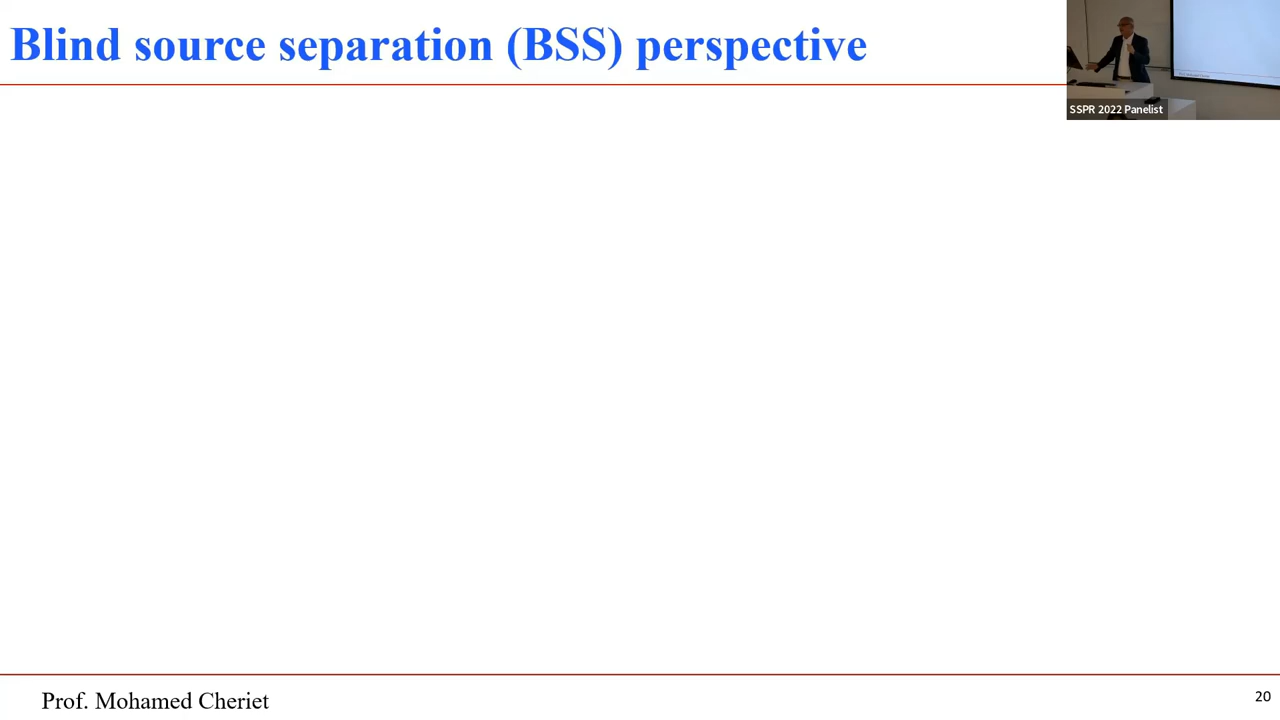 Blind source separation (BSS) perspective
SSPR 2022 Panelist
Prof. Mohamed Cheriet
20